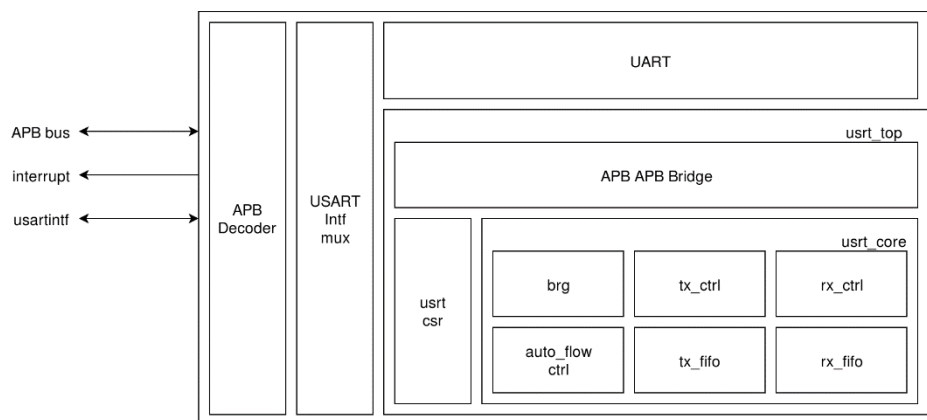 APB bus
interrupt
usartintf
APB
Decoder
USART
Intf
mux
UART
usrt_top
APB APB Bridge
usrt
csr
usrt_core
brg
tx_ctrl
rx_ctrl
auto_flow
ctrl
tx_fifo
rx_fifo